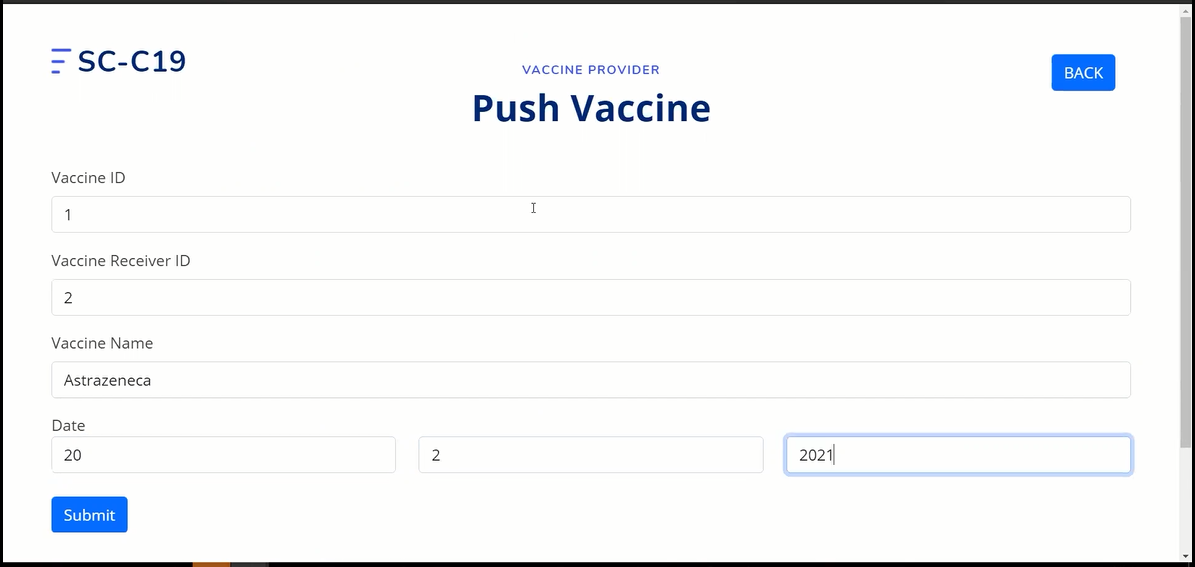 SC-C19
VACCINE PROVIDER
BACK
Push Vaccine
Vaccine ID
1
Vaccine Receiver ID
2
Vaccine Name
Astrazeneca
Date
20 2 2021
Submit